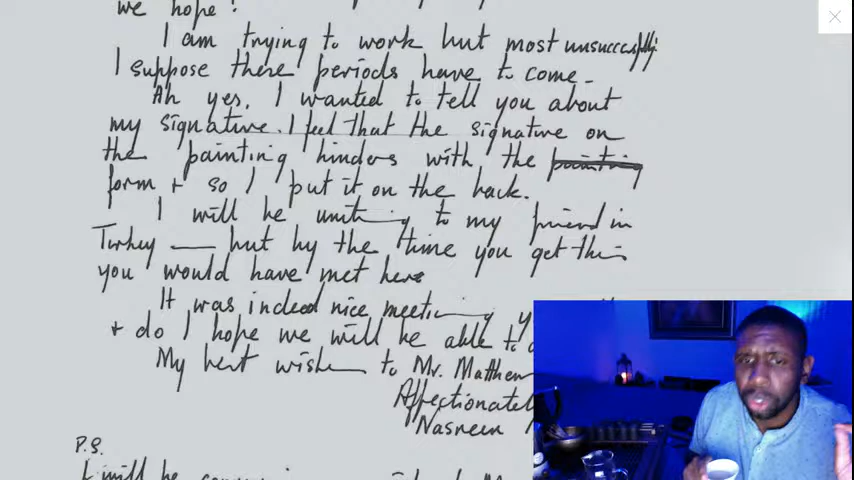 we hope!
I am trying to work but most unsuccessfully
I suppose these periods have to come -
Ah yes, I wanted to tell you about
my signature. I feel that the signature on
the painting hinders with the painting
form + so I put it on the back.
I will be writing to my friend in
Turkey — but by the time you get this
you would have met her
It was indeed nice meeting
+ do I hope we will be able to
My best wishes to Mr. Matthew
Affectionately
Nasreen
P.S.
I will be